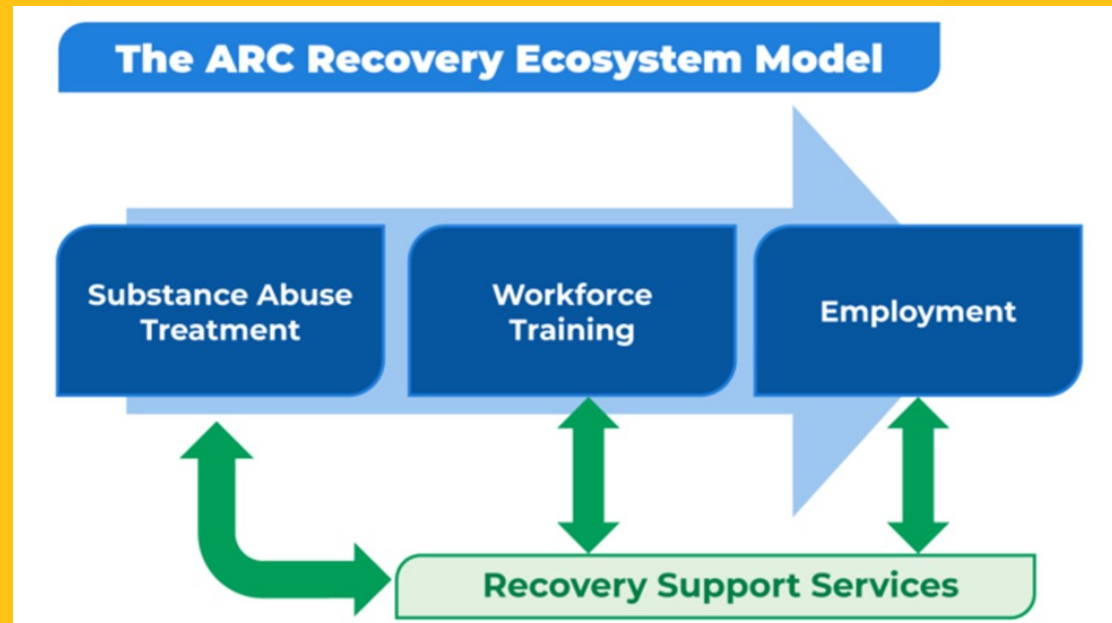 The ARC Recovery Ecosystem Model
Substance Abuse
Treatment
Workforce
Training
Employment
Recovery Support Services